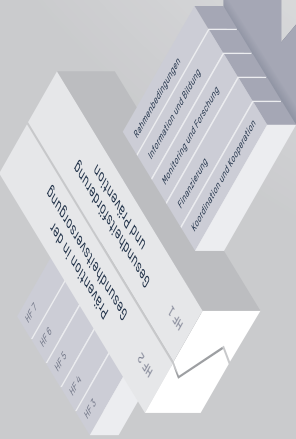 Rahmenbedingungen
Information und Bildung
Monitoring und Forschung
Finanzierung
Koordination und Kooperation
HF 1
Gesundheitsförderung
und Prävention
HF 2
Prävention in der
Gesundheitsversorgung
HF 3
HF 4
HF 5
HF 6
HF 7